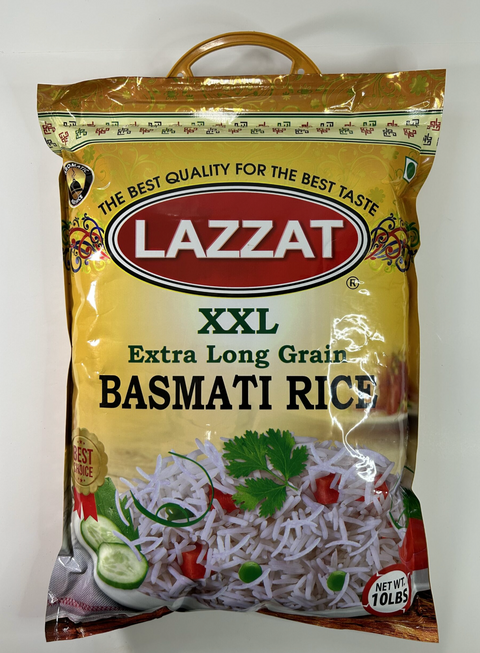 THE BEST QUALITY FOR THE BEST TASTE
LAZZAT
®
XXL
Extra Long Grain
BASMATI RICE
BEST
CHOICE
NET WT.
10LBS